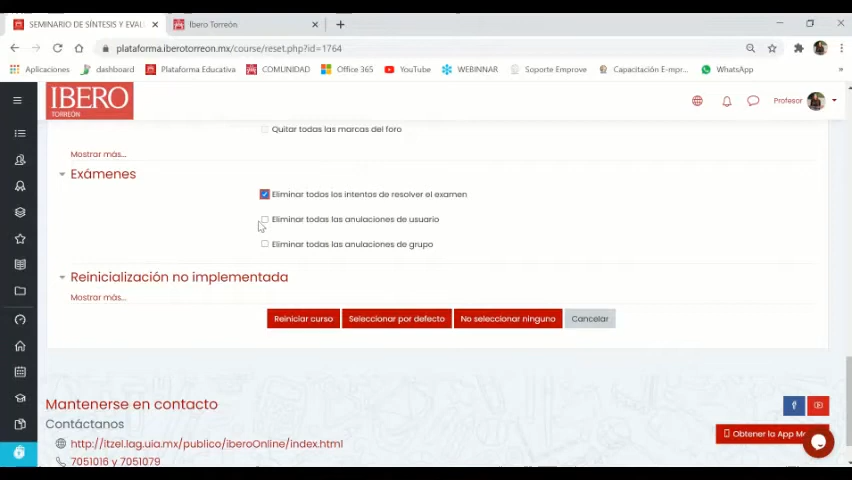 SEMINARIO DE SÍNTESIS Y EVAL
Ibero Torreón
plataforma.iberotorreon.mx/course/reset.php?id=1764
Aplicaciones
dashboard
Plataforma Educativa
COMUNIDAD
Office 365
YouTube
WEBINNAR
Soporte Emprove
Capacitación E-mpr...
WhatsApp
IBERO
TORREÓN
Profesor
Quitar todas las marcas del foro
Mostrar más...
Exámenes
Eliminar todos los intentos de resolver el examen
Eliminar todas las anulaciones de usuario
Eliminar todas las anulaciones de grupo
Reinicialización no implementada
Mostrar más...
Reiniciar curso
Seleccionar por defecto
No seleccionar ninguno
Cancelar
Mantenerse en contacto
Contáctanos
http://itzel.lag.uia.mx/publico/iberoOnline/index.html
7051016 y 7051079
Obtener la App Mo